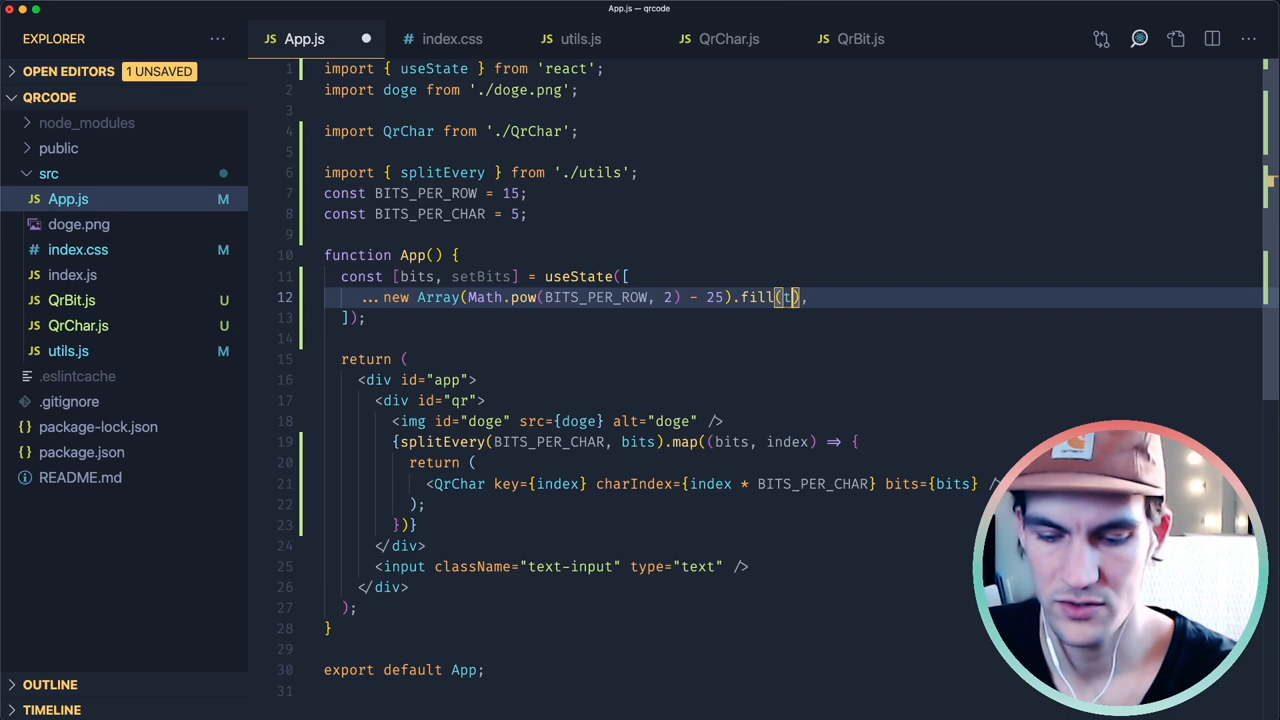 App.js — qrcode
EXPLORER
App.js
index.css
utils.js
QrChar.js
QrBit.js
OPEN EDITORS 1 UNSAVED
QRCODE
node_modules
public
src
App.js M
doge.png
index.css M
index.js
QrBit.js U
QrChar.js U
utils.js M
.eslintcache
.gitignore
package-lock.json
package.json
README.md
OUTLINE
TIMELINE
1 import { useState } from 'react';
2 import doge from './doge.png';
3
4 import QrChar from './QrChar';
5
6 import { splitEvery } from './utils';
7 const BITS_PER_ROW = 15;
8 const BITS_PER_CHAR = 5;
9
10 function App() {
11 const [bits, setBits] = useState([
12 ...new Array(Math.pow(BITS_PER_ROW, 2) - 25).fill(t),
13 ]);
14
15 return (
16 <div id="app">
17 <div id="qr">
18 <img id="doge" src={doge} alt="doge" />
19 {splitEvery(BITS_PER_CHAR, bits).map((bits, index) => {
20 return (
21 <QrChar key={index} charIndex={index * BITS_PER_CHAR} bits={bits} />
22 );
23 })}
24 </div>
25 <input className="text-input" type="text" />
26 </div>
27 );
28 }
29
30 export default App;
31